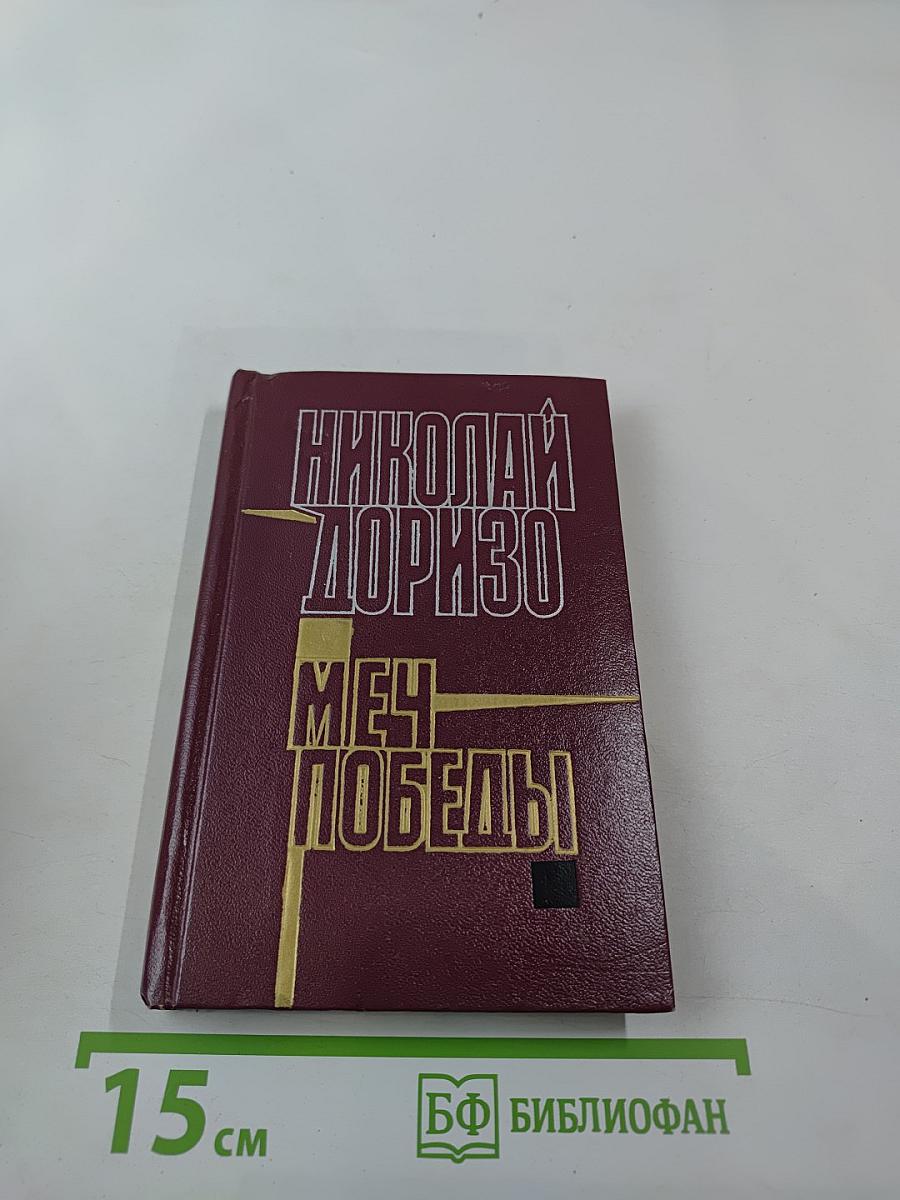 НИКОЛАЙ
ДОРИЗО
МЕЧ
ПОБЕДЫ
15 см
БФ БИБЛИОФАН